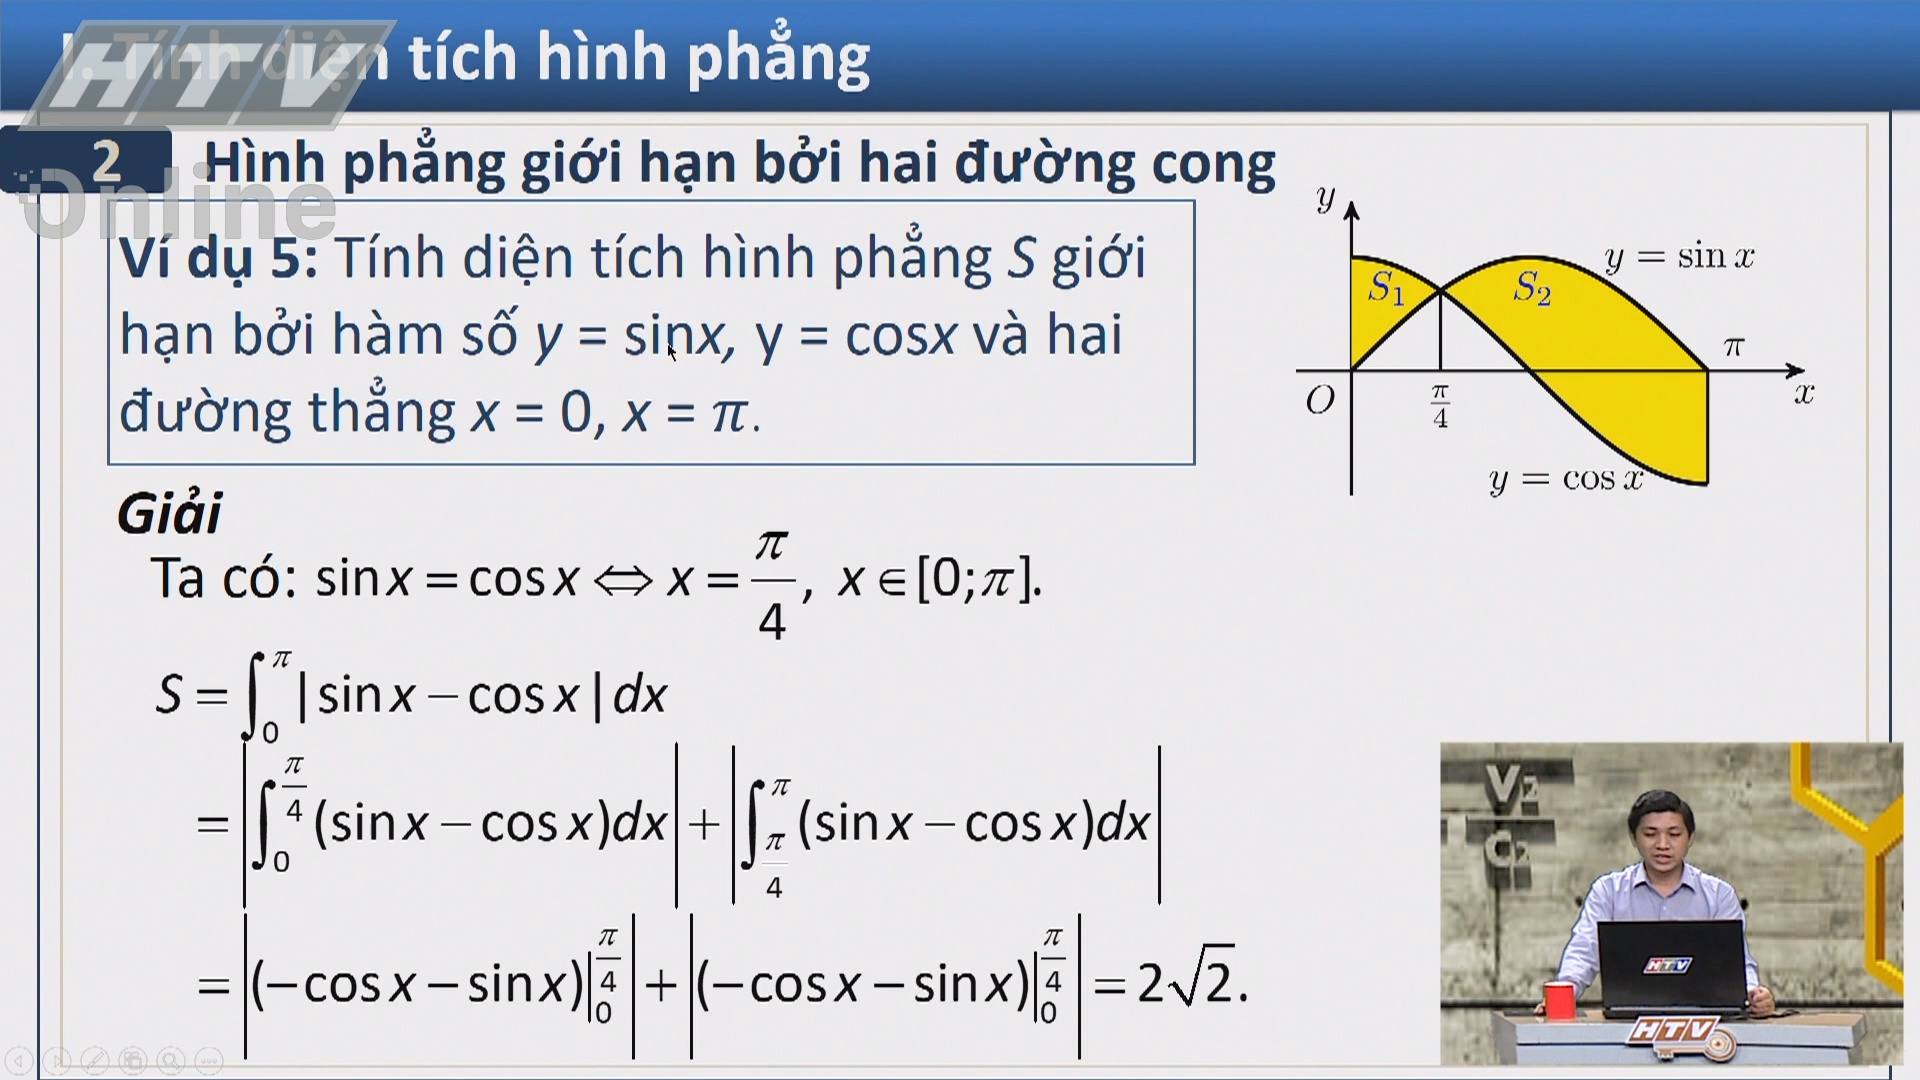 I. Tính diện tích hình phẳng
HTV
Online
2 Hình phẳng giới hạn bởi hai đường cong
Ví dụ 5: Tính diện tích hình phẳng S giới
hạn bởi hàm số y = sinx, y = cosx và hai
đường thẳng x = 0, x = π.
y
y = sin x
S₁
S₂
π
O
π/4
x
y = cos x
Giải
Ta có: sin x = cos x ⇔ x = π/4, x ∈ [0;π].
S = ∫₀^π |sin x − cos x| dx
= |∫₀^(π/4) (sin x − cos x)dx| + |∫_(π/4)^π (sin x − cos x)dx|
= |(−cos x − sin x)|₀^(π/4)| + |(−cos x − sin x)|₀^(π/4)| = 2√2.
V₂
C₂
HTV
HTV